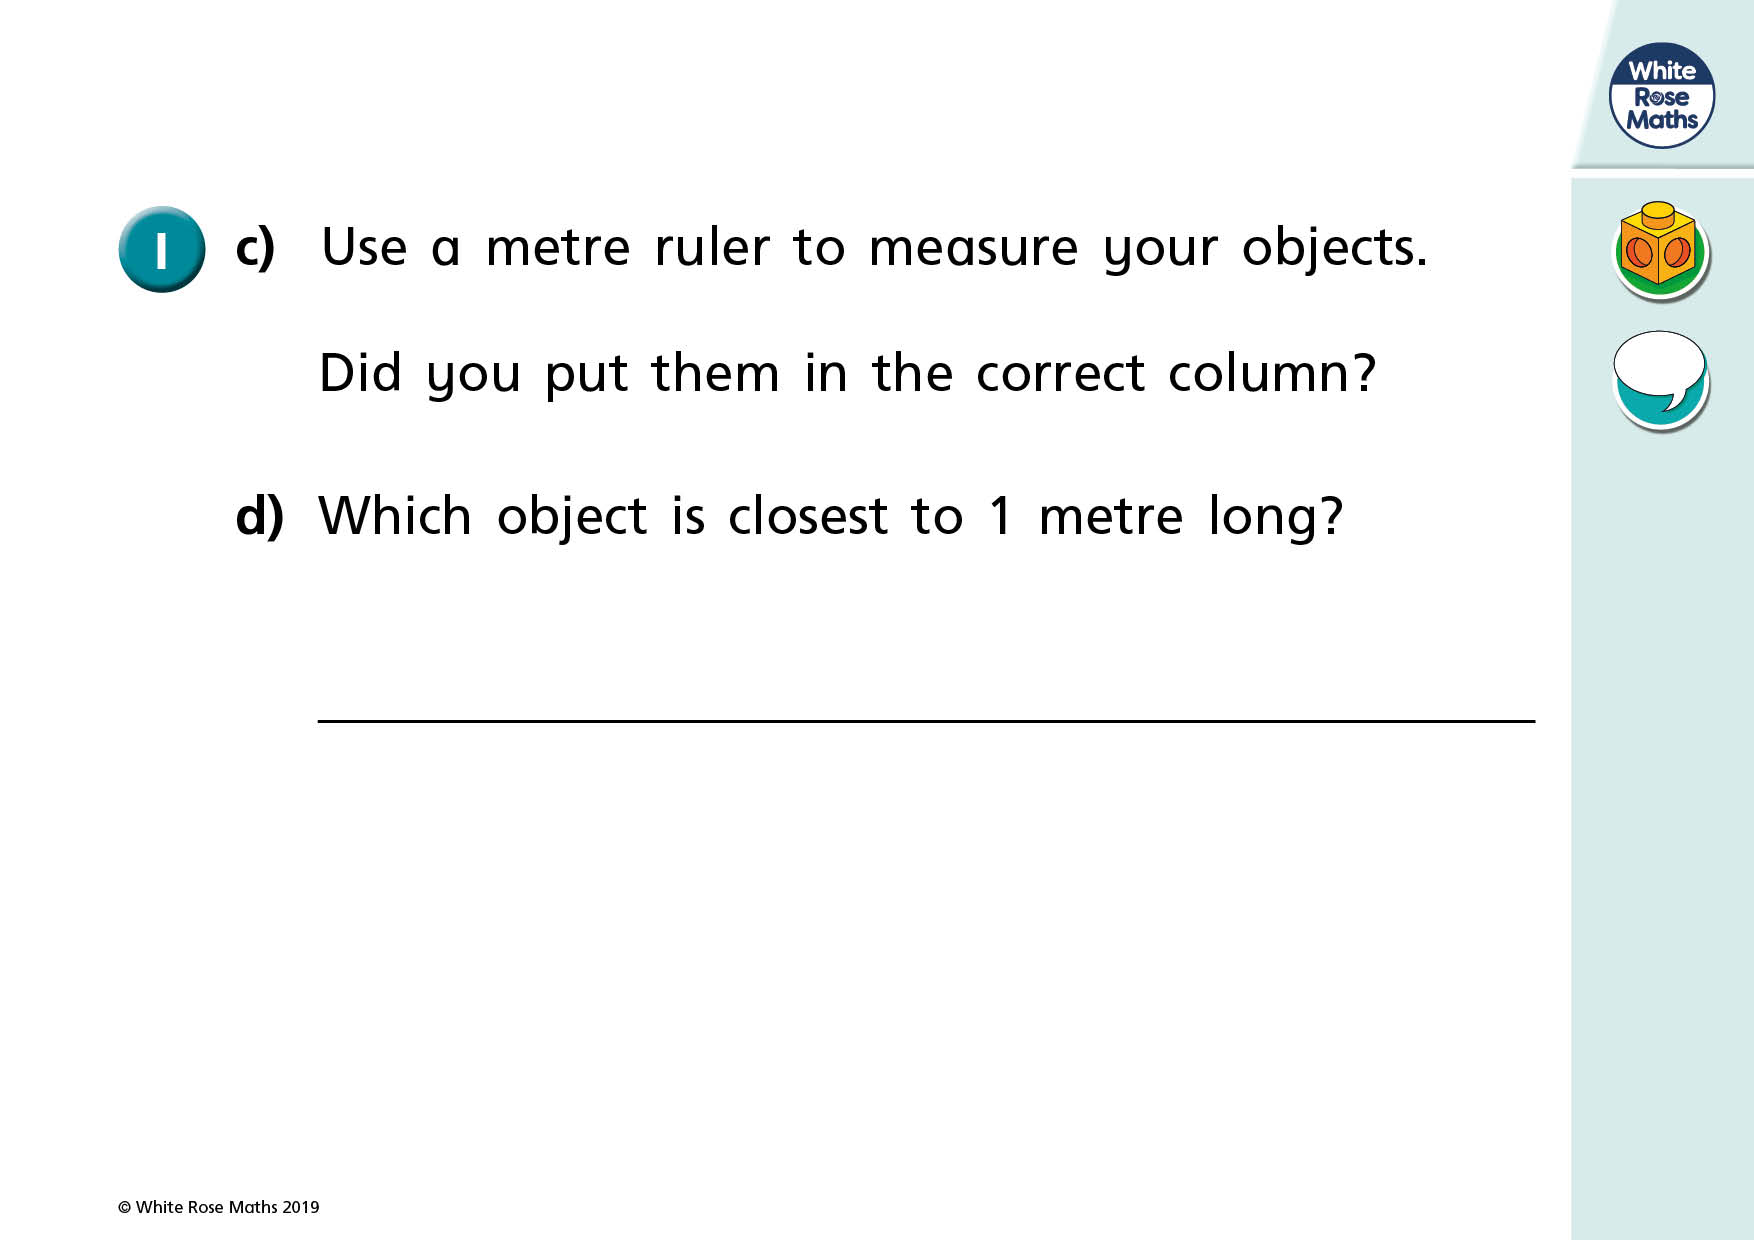 White
Rose
Maths
1 c) Use a metre ruler to measure your objects.
Did you put them in the correct column?
d) Which object is closest to 1 metre long?
© White Rose Maths 2019